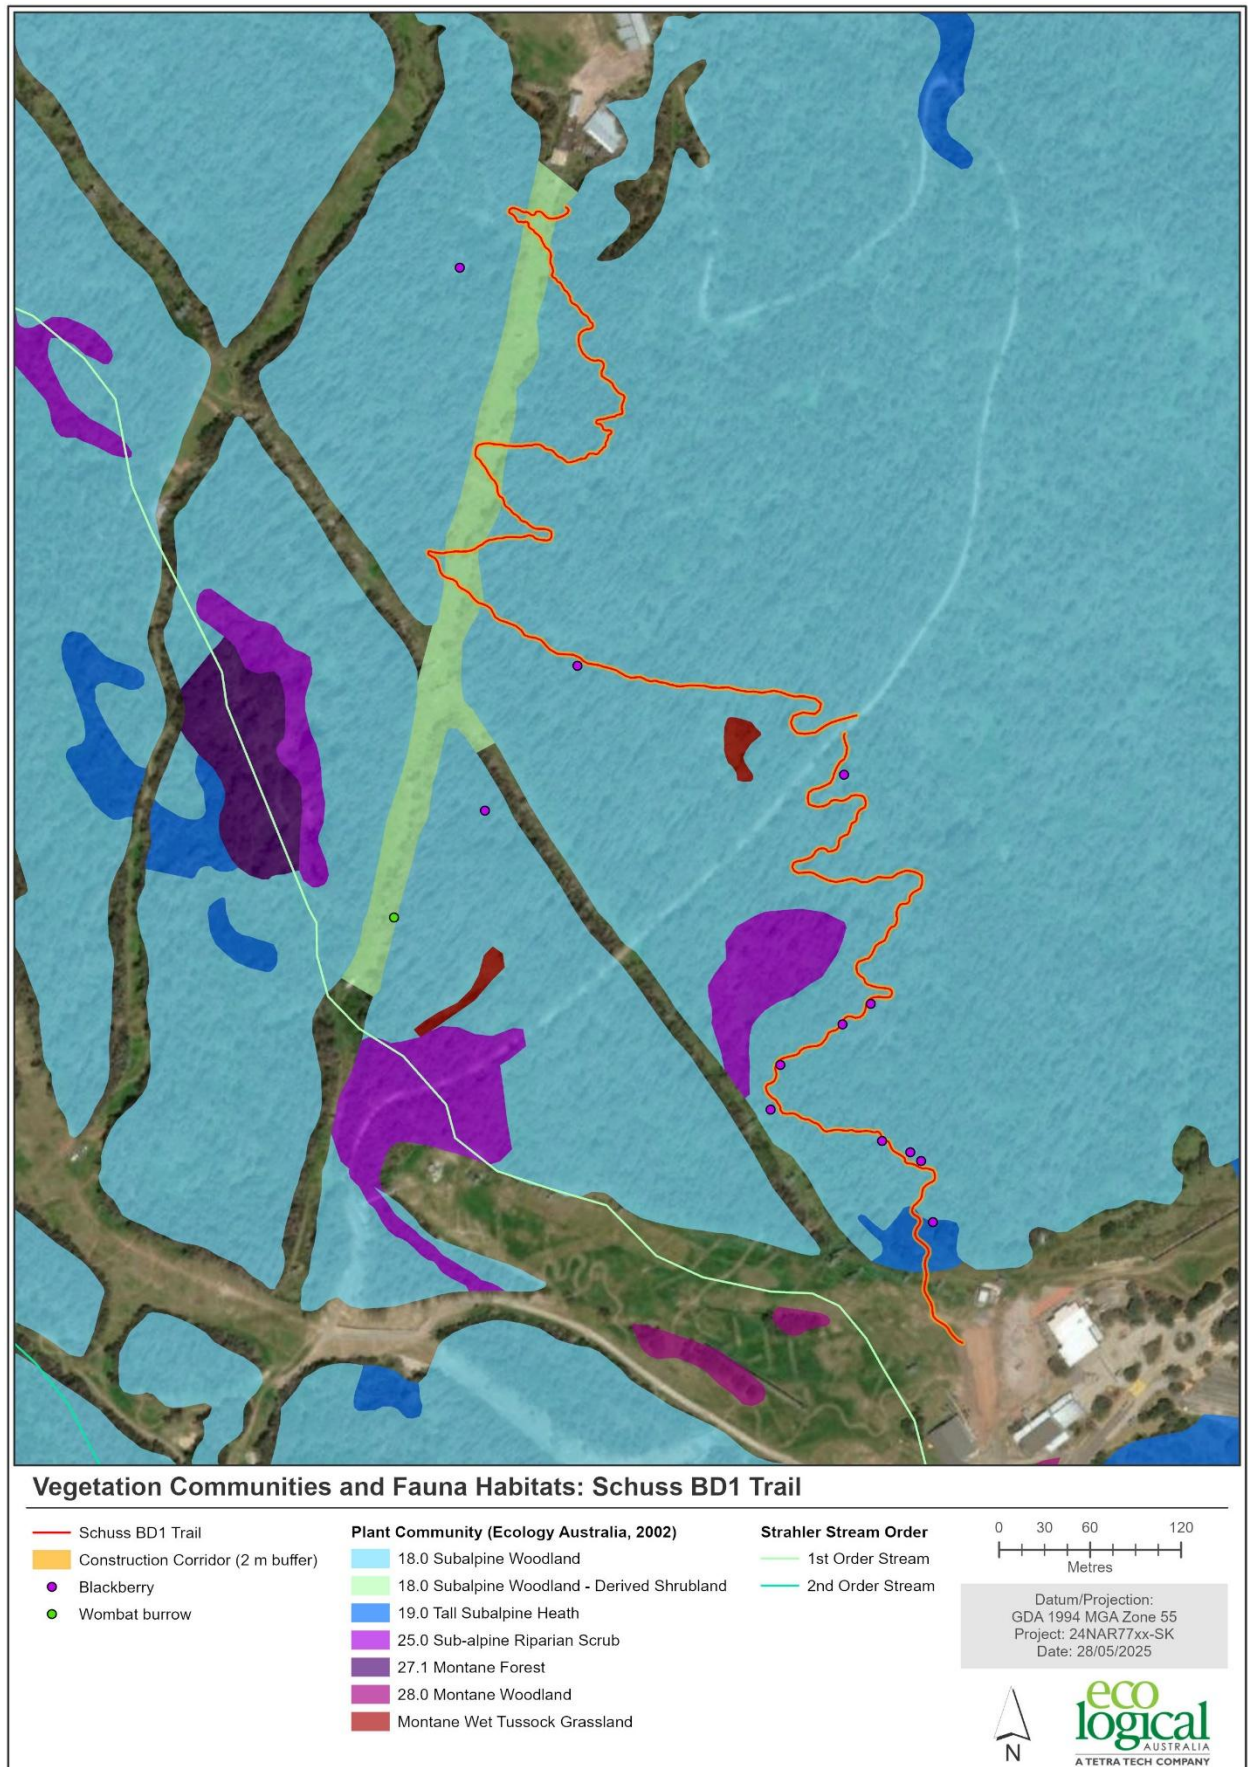 Vegetation Communities and Fauna Habitats: Schuss BD1 Trail
Schuss BD1 Trail
Construction Corridor (2 m buffer)
Blackberry
Wombat burrow
Plant Community (Ecology Australia, 2002)
18.0 Subalpine Woodland
18.0 Subalpine Woodland - Derived Shrubland
19.0 Tall Subalpine Heath
25.0 Sub-alpine Riparian Scrub
27.1 Montane Forest
28.0 Montane Woodland
Montane Wet Tussock Grassland
Strahler Stream Order
1st Order Stream
2nd Order Stream
0 30 60 120
Metres
Datum/Projection:
GDA 1994 MGA Zone 55
Project: 24NAR77xx-SK
Date: 28/05/2025
N
eco
logical
AUSTRALIA
A TETRA TECH COMPANY